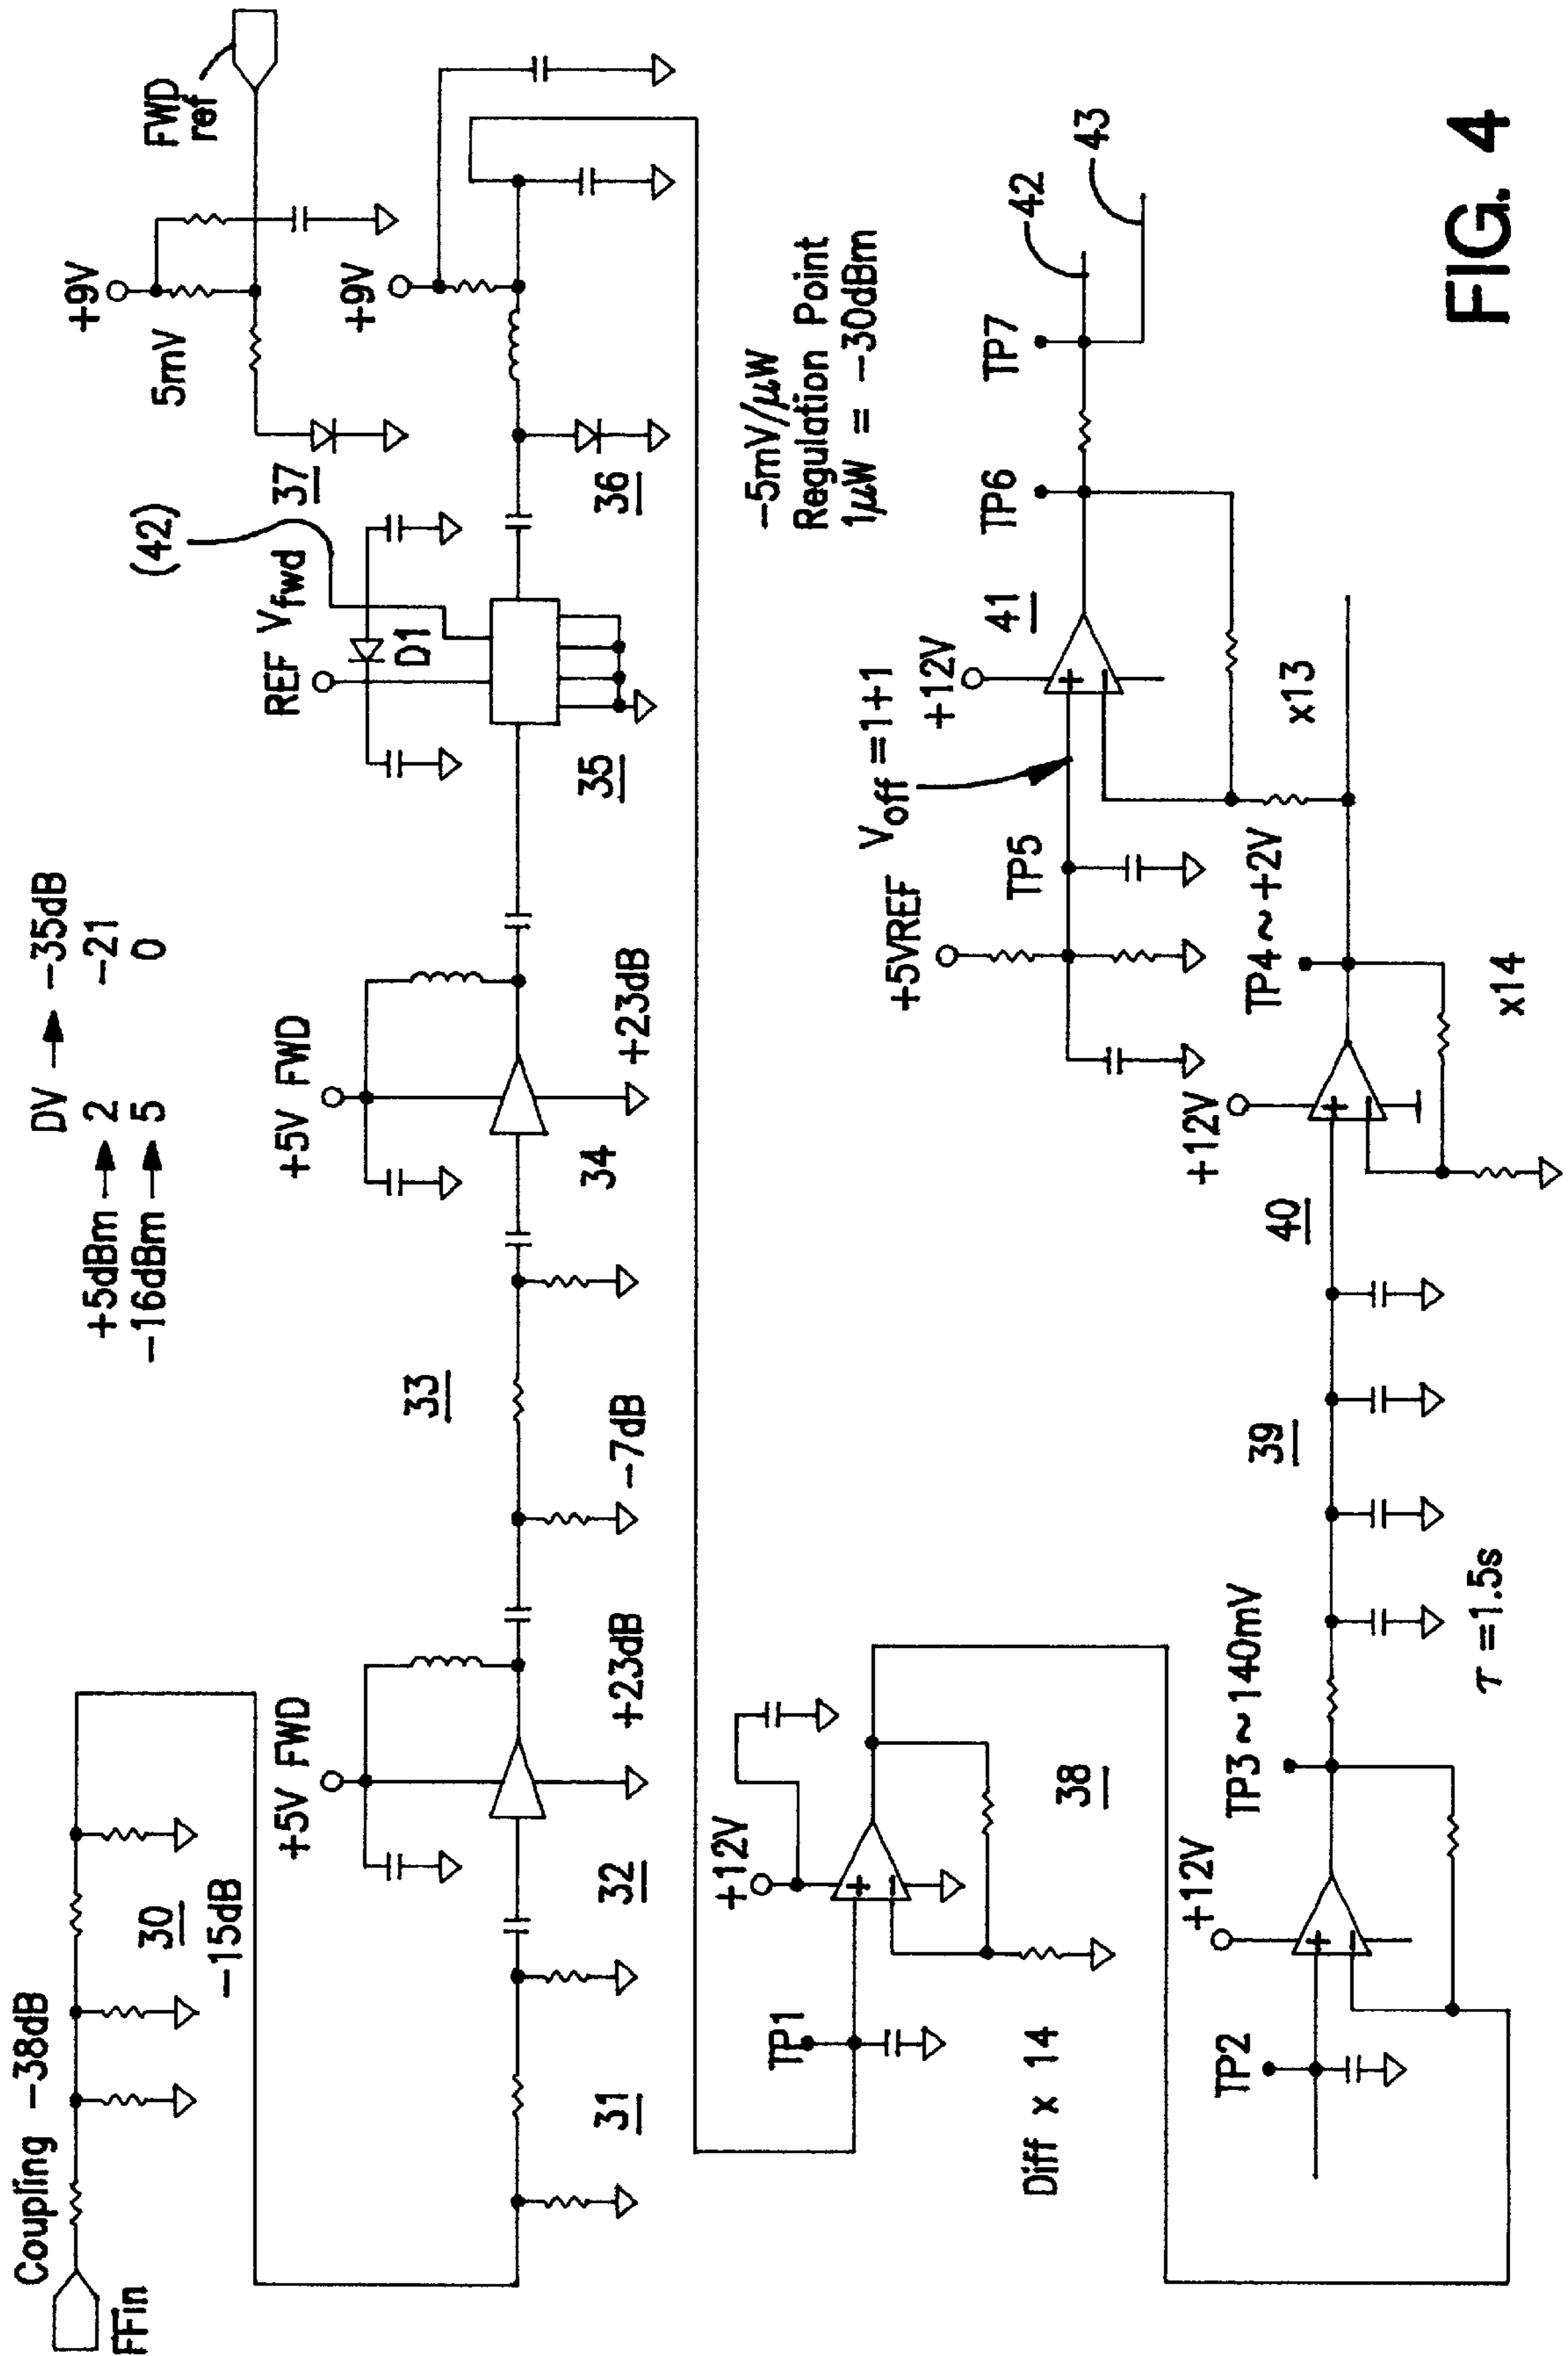 Coupling -38dB
FFin
30
-15dB
DV → -35dB
+5dBm → 2 -21
-16dBm → 5 0
31
+5V FWD
32
+23dB
33
-7dB
+5V FWD
34
+23dB
REF Vfwd
(42)
D1
35
36
37
+9V
5mV
FWD
ref
+9V
-5mV/μW
Regulation Point
1μW = -30dBm
TP1
+12V
38
Diff x 14
TP2
+12V
TP3~140mV
τ =1.5s
39
40
+12V
TP4~+2V
x14
+5VREF
TP5
Voff=1+1
+12V
41
x13
TP6
TP7
42
43
FIG. 4